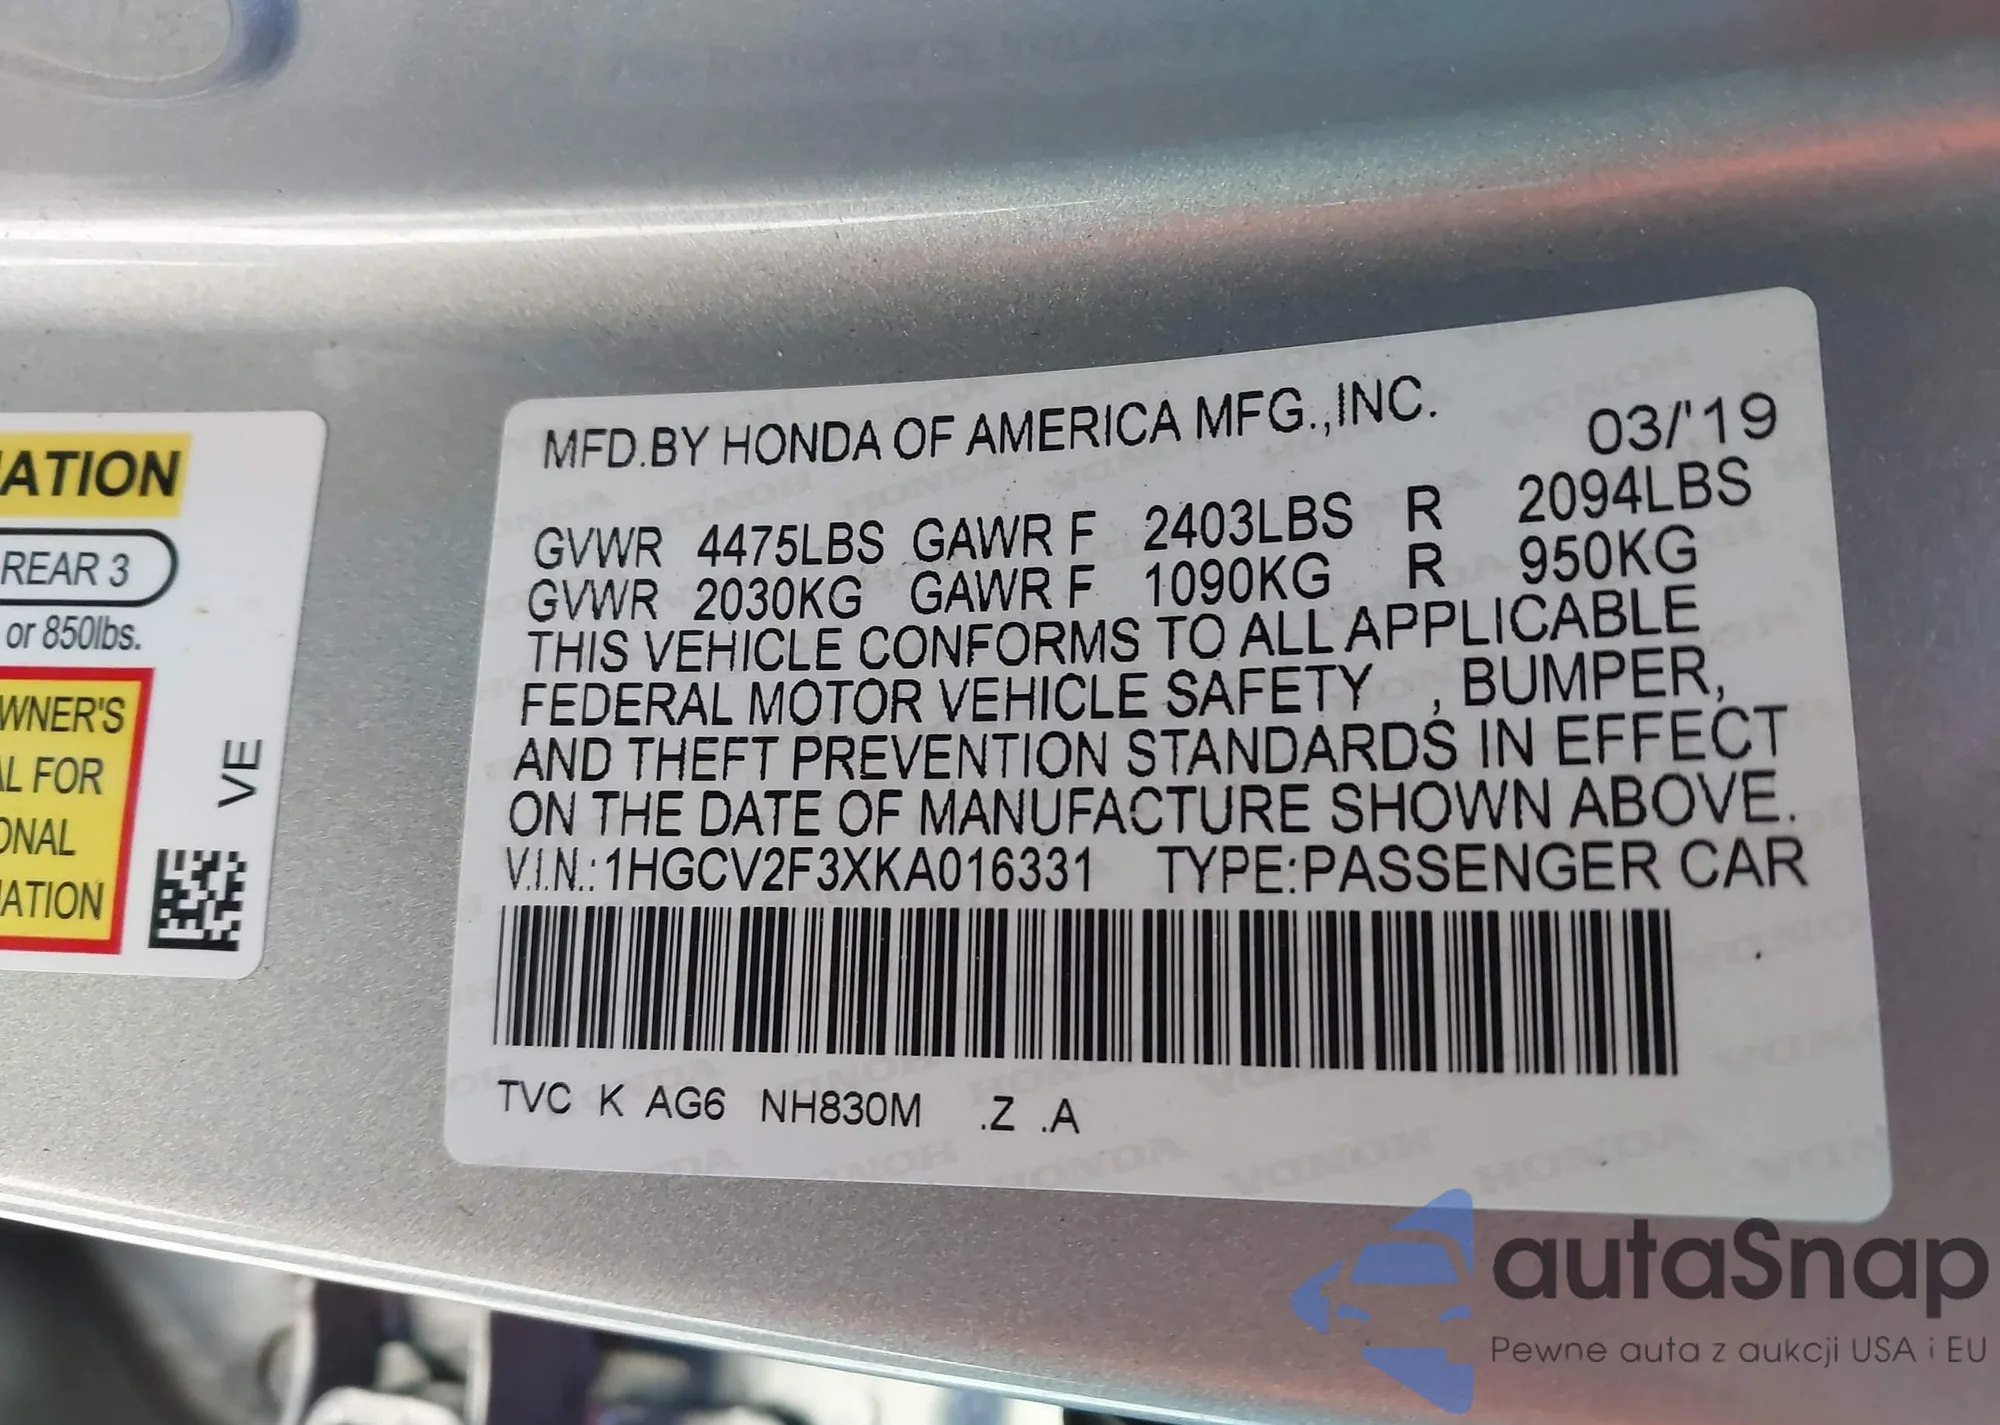 ATION
REAR 3
or 850lbs.
WNER'S
AL FOR
ONAL
ATION
VE
MFD.BY HONDA OF AMERICA MFG.,INC.
03/'19
GVWR 4475LBS GAWR F 2403LBS R 2094LBS
GVWR 2030KG GAWR F 1090KG R 950KG
THIS VEHICLE CONFORMS TO ALL APPLICABLE
FEDERAL MOTOR VEHICLE SAFETY , BUMPER,
AND THEFT PREVENTION STANDARDS IN EFFECT
ON THE DATE OF MANUFACTURE SHOWN ABOVE.
V.I.N.:1HGCV2F3XKA016331 TYPE:PASSENGER CAR
TVC K AG6 NH830M .Z .A
autaSnap
Pewne auta z aukcji USA i EU